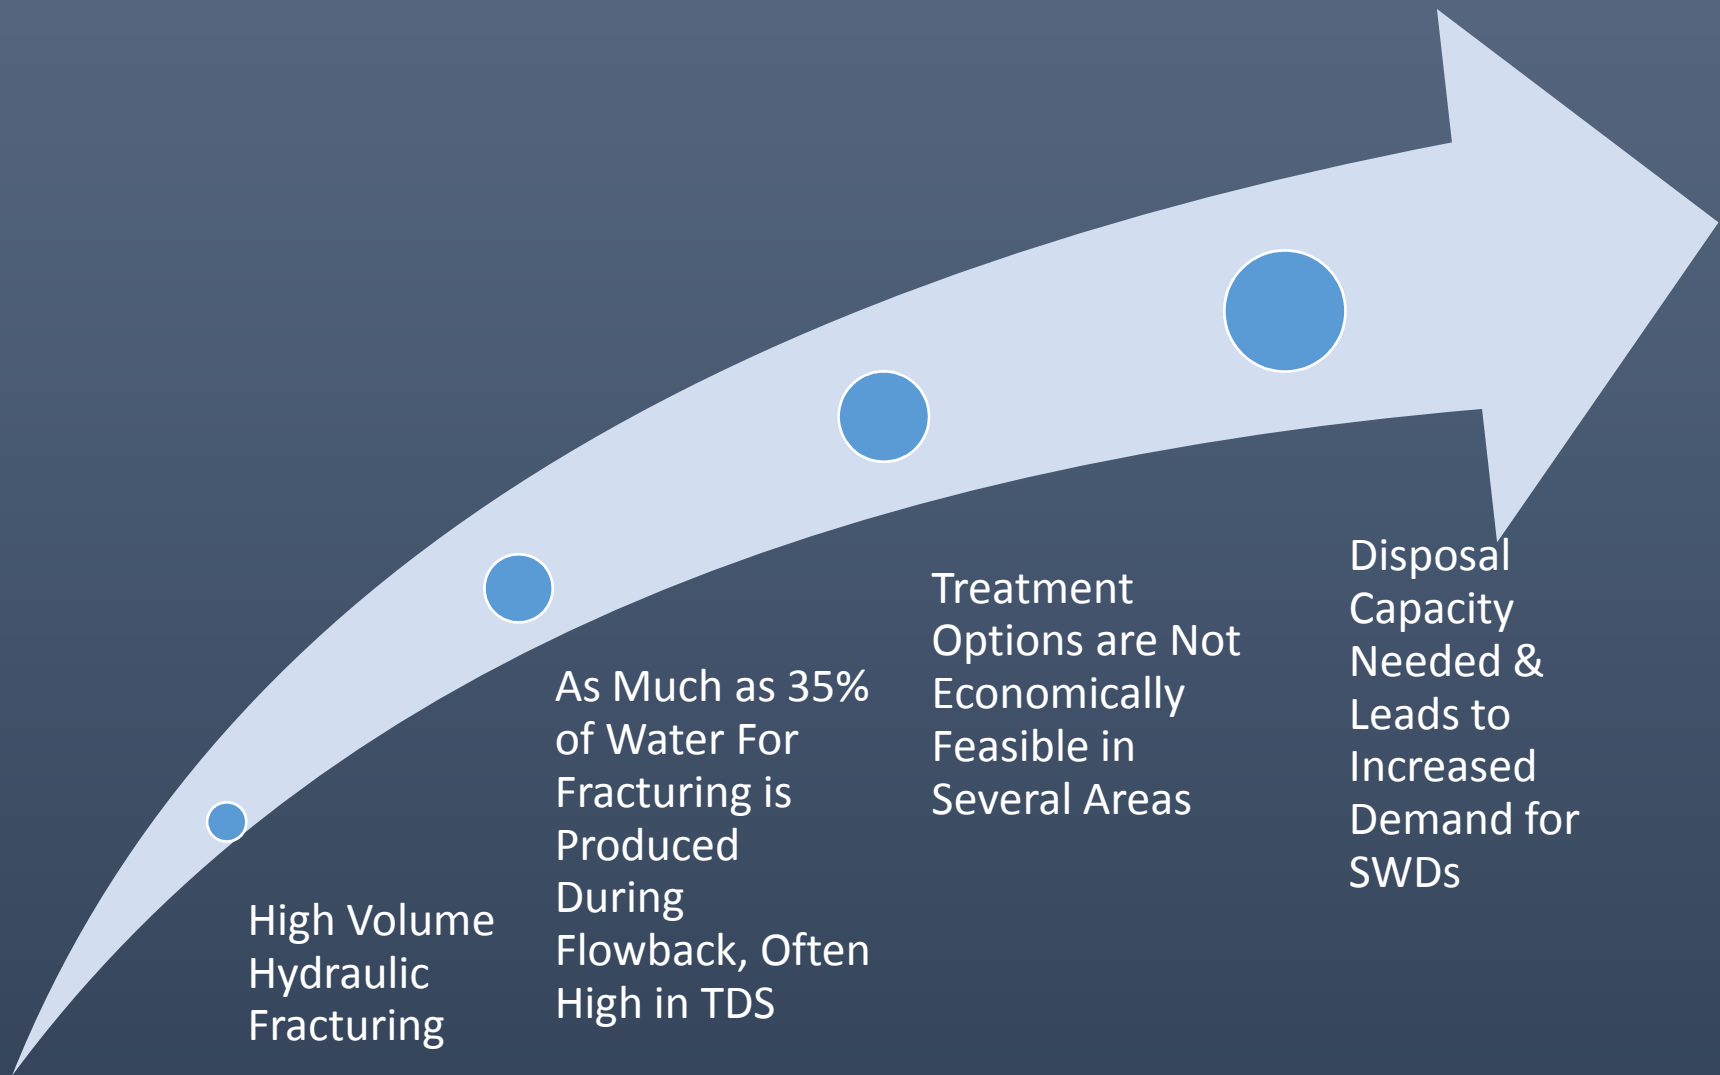 High Volume
Hydraulic
Fracturing
As Much as 35%
of Water For
Fracturing is
Produced
During
Flowback, Often
High in TDS
Treatment
Options are Not
Economically
Feasible in
Several Areas
Disposal
Capacity
Needed &
Leads to
Increased
Demand for
SWDs